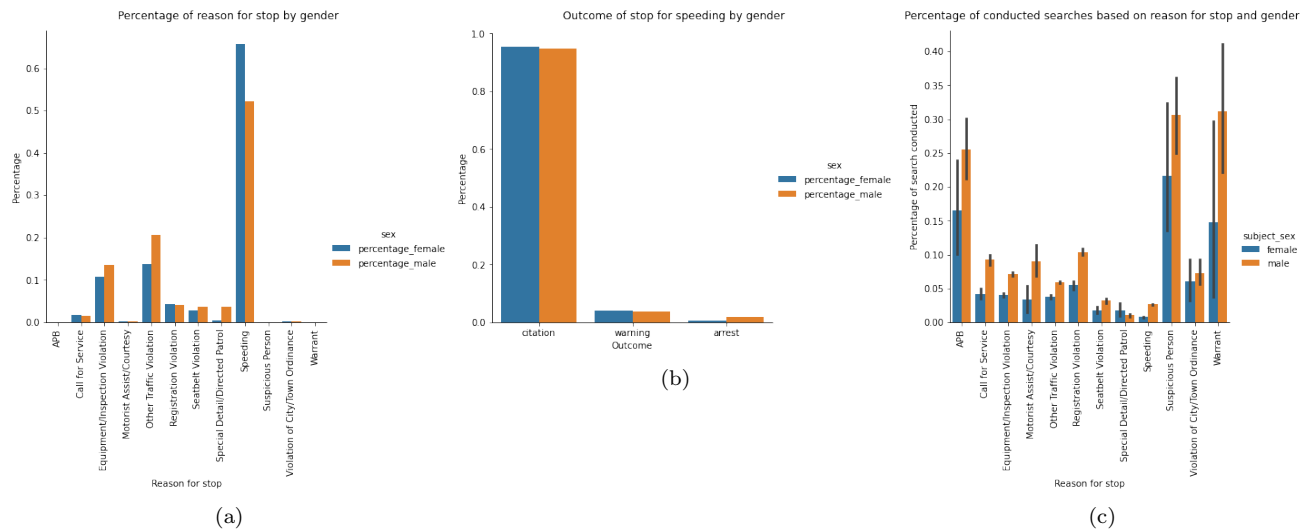 Percentage of reason for stop by gender
Percentage
0.6
0.5
0.4
0.3
0.2
0.1
0.0
APB
Call for Service
Equipment/Inspection Violation
Motorist Assist/Courtesy
Other Traffic Violation
Registration Violation
Seatbelt Violation
Special Detail/Directed Patrol
Speeding
Suspicious Person
Violation of City/Town Ordinance
Warrant
Reason for stop
sex
percentage_female
percentage_male
(a)
Outcome of stop for speeding by gender
Percentage
1.0
0.8
0.6
0.4
0.2
0.0
citation warning arrest
Outcome
sex
percentage_female
percentage_male
(b)
Percentage of conducted searches based on reason for stop and gender
Percentage of search conducted
0.40
0.35
0.30
0.25
0.20
0.15
0.10
0.05
0.00
APB
Call for Service
Equipment/Inspection Violation
Motorist Assist/Courtesy
Other Traffic Violation
Registration Violation
Seatbelt Violation
Special Detail/Directed Patrol
Speeding
Suspicious Person
Violation of City/Town Ordinance
Warrant
Reason for stop
subject_sex
female
male
(c)